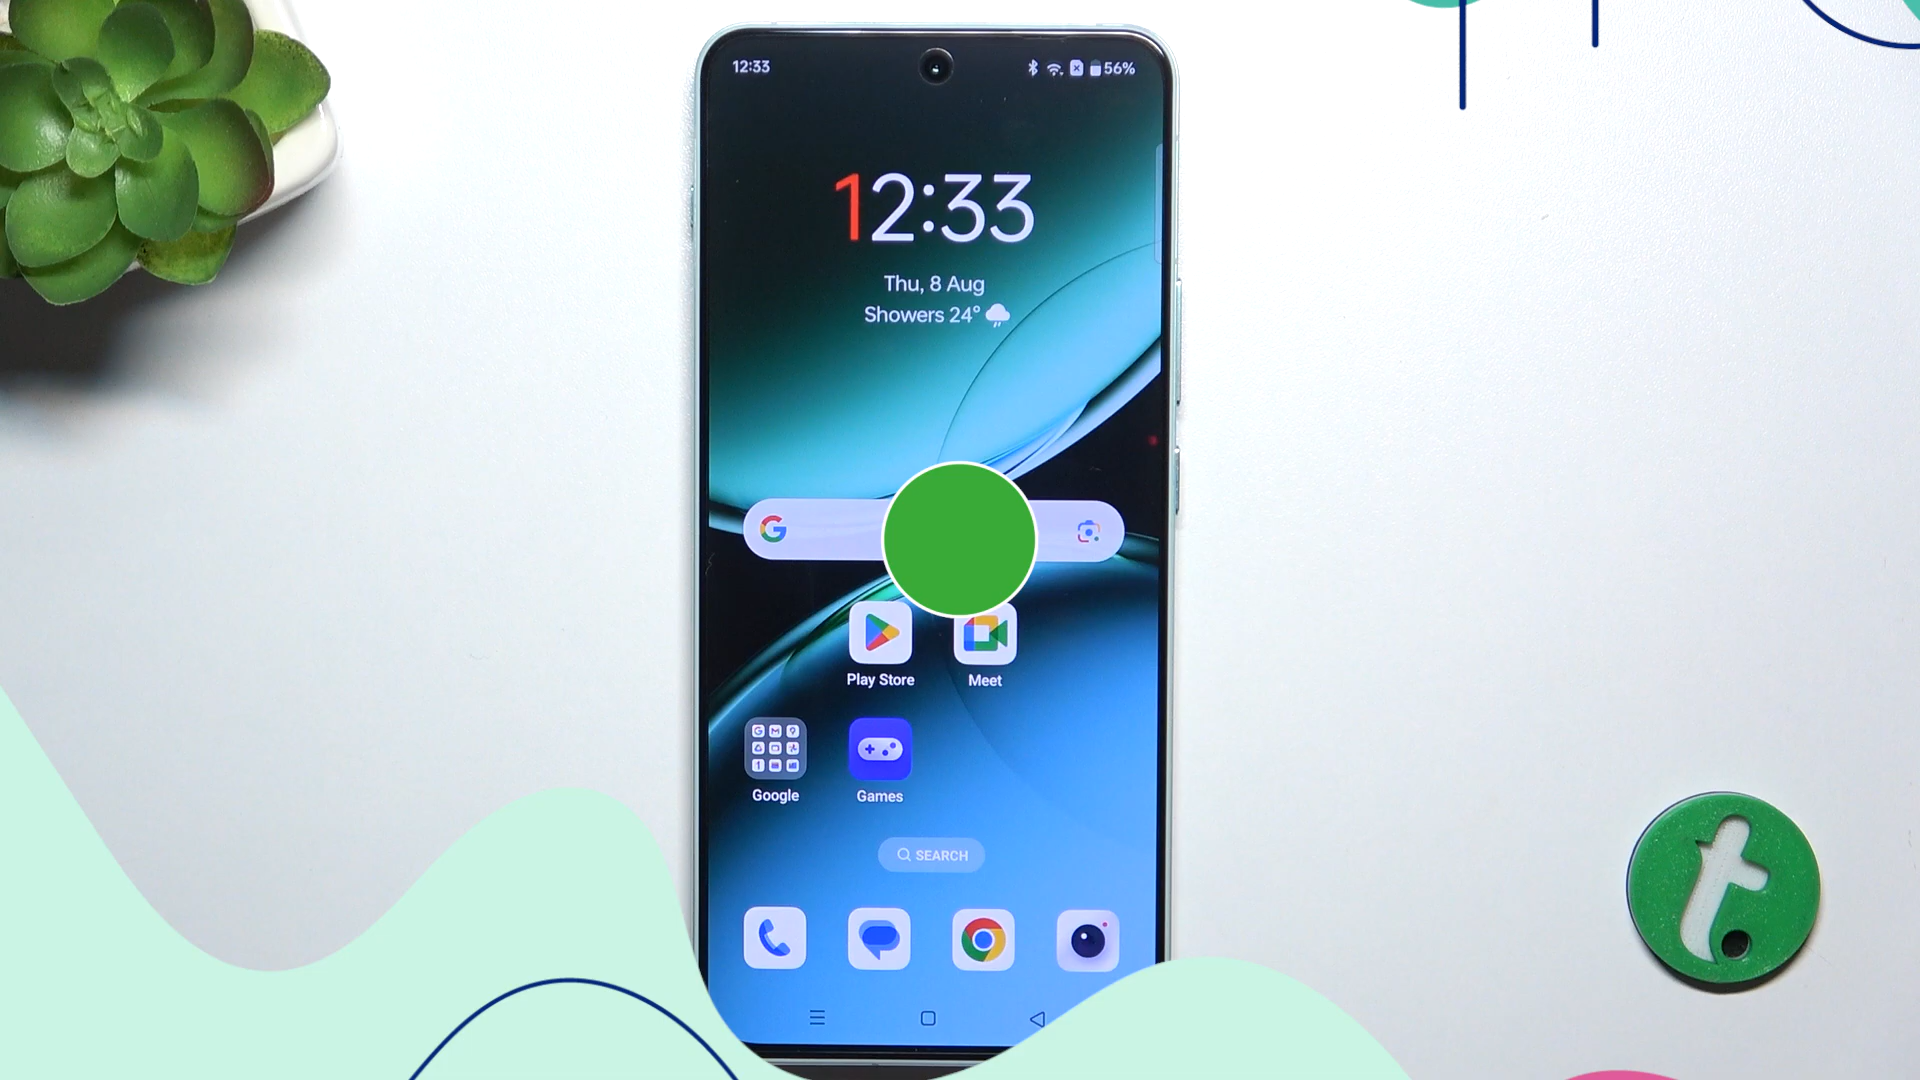 12:33
56%
12:33
Thu, 8 Aug
Showers 24°
G
Play Store
Meet
Google
Games
SEARCH
t